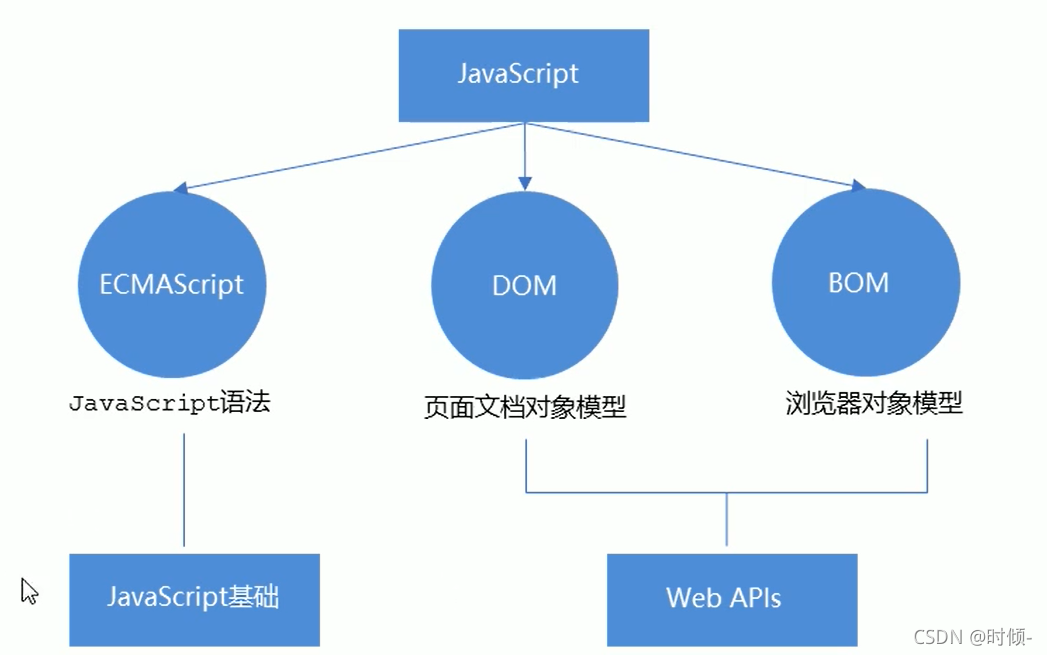 JavaScript
ECMAScript
DOM
BOM
JavaScript语法
页面文档对象模型
浏览器对象模型
JavaScript基础
Web APIs
CSDN @时倾-